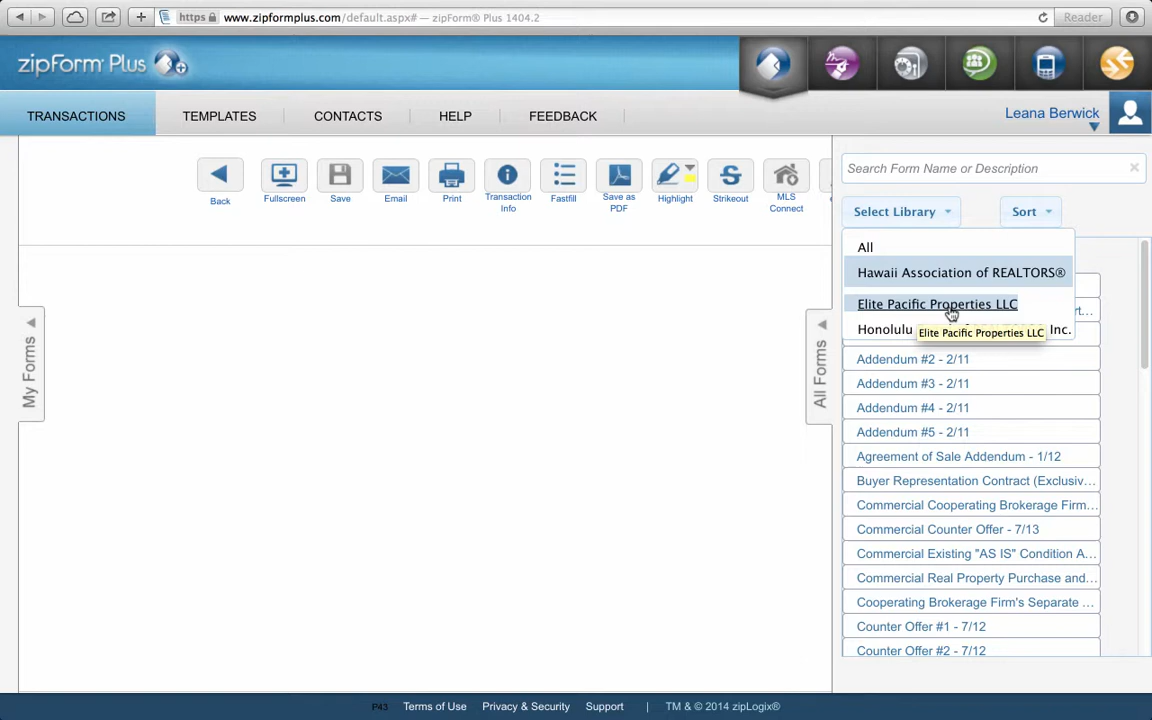 https www.zipformplus.com/default.aspx# — zipForm® Plus 1404.2
Reader
zipForm® Plus
TRANSACTIONS TEMPLATES CONTACTS HELP FEEDBACK
Leana Berwick
Back
Fullscreen
Save
Email
Print
Transaction
Info
Fastfill
Save as
PDF
Highlight
Strikeout
MLS
Connect
Search Form Name or Description
Select Library
Sort
All
Hawaii Association of REALTORS®
Elite Pacific Properties LLC
Honolulu Inc.
Elite Pacific Properties LLC
Addendum #2 - 2/11
Addendum #3 - 2/11
Addendum #4 - 2/11
Addendum #5 - 2/11
Agreement of Sale Addendum - 1/12
Buyer Representation Contract (Exclusiv...
Commercial Cooperating Brokerage Firm...
Commercial Counter Offer - 7/13
Commercial Existing "AS IS" Condition A...
Commercial Real Property Purchase and...
Cooperating Brokerage Firm's Separate ...
Counter Offer #1 - 7/12
Counter Offer #2 - 7/12
My Forms
All Forms
P43 Terms of Use Privacy & Security Support | TM & © 2014 zipLogix®